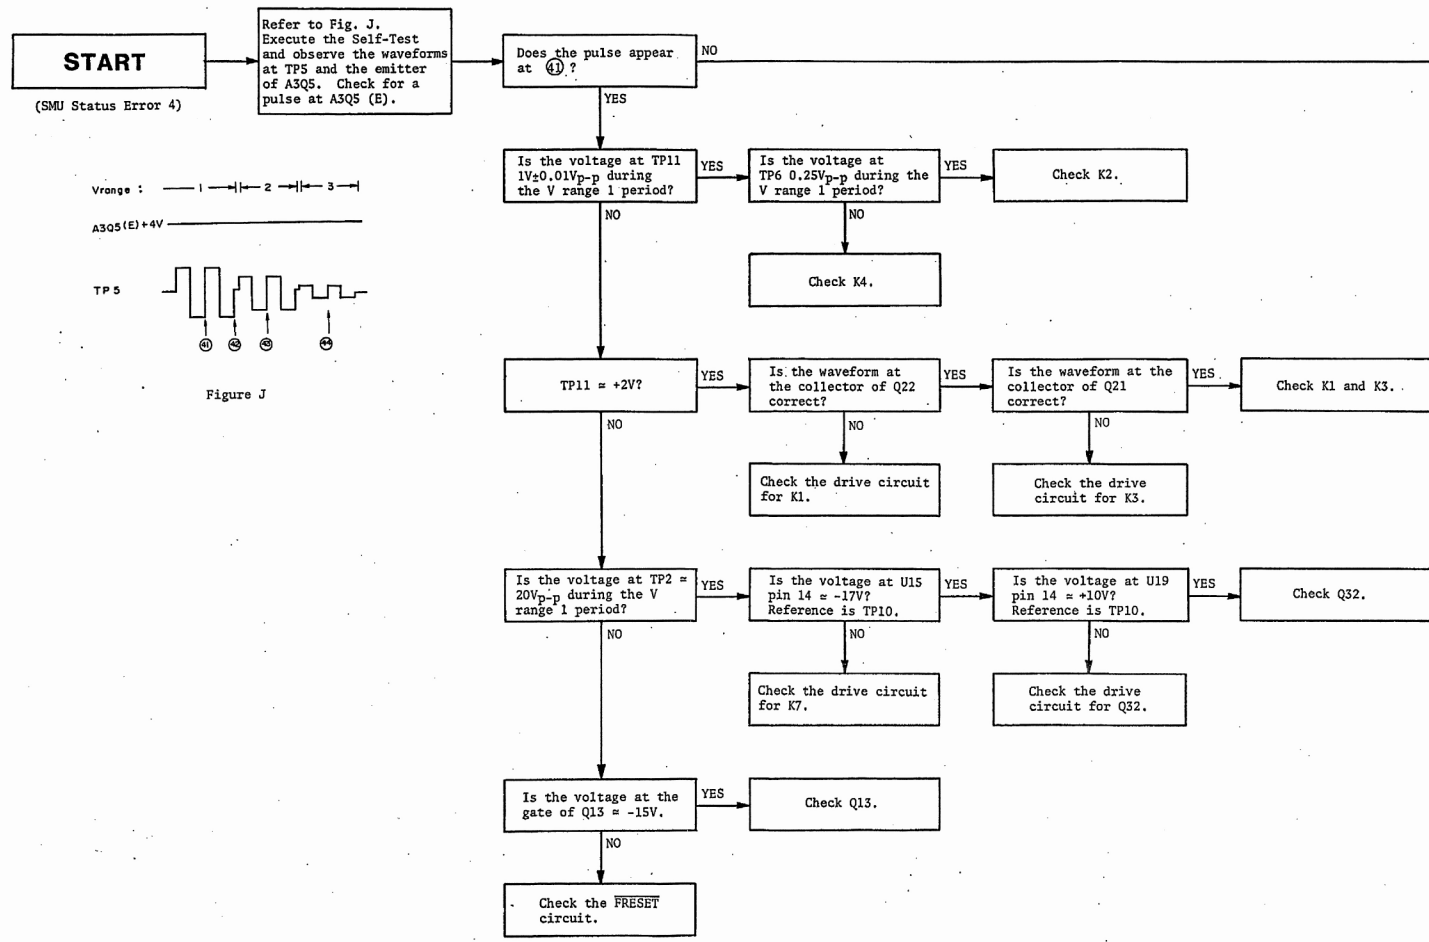 START
(SMU Status Error 4)
Refer to Fig. J.
Execute the Self-Test
and observe the waveforms
at TP5 and the emitter
of A3Q5. Check for a
pulse at A3Q5 (E).
Does the pulse appear
at 41 ?
NO
YES
Is the voltage at TP11
1V±0.01Vp-p during
the V range 1 period?
YES
Is the voltage at
TP6 0.25Vp-p during the
V range 1 period?
YES
Check K2.
NO
NO
Check K4.
Vrange : 1 2 3
A3Q5(E)+4V
TP 5
41 42 43 44
Figure J
TP11 ≃ +2V?
YES
Is the waveform at
the collector of Q22
correct?
YES
Is the waveform at the
collector of Q21
correct?
YES
Check K1 and K3.
NO
NO
NO
Check the drive circuit
for K1.
Check the drive
circuit for K3.
Is the voltage at TP2 ≃
20Vp-p during the V
range 1 period?
YES
Is the voltage at U15
pin 14 ≃ -17V?
Reference is TP10.
YES
Is the voltage at U19
pin 14 ≃ +10V?
Reference is TP10.
YES
Check Q32.
NO
NO
NO
Check the drive circuit
for K7.
Check the drive
circuit for Q32.
Is the voltage at the
gate of Q13 ≃ -15V.
YES
Check Q13.
NO
Check the FRESET
circuit.